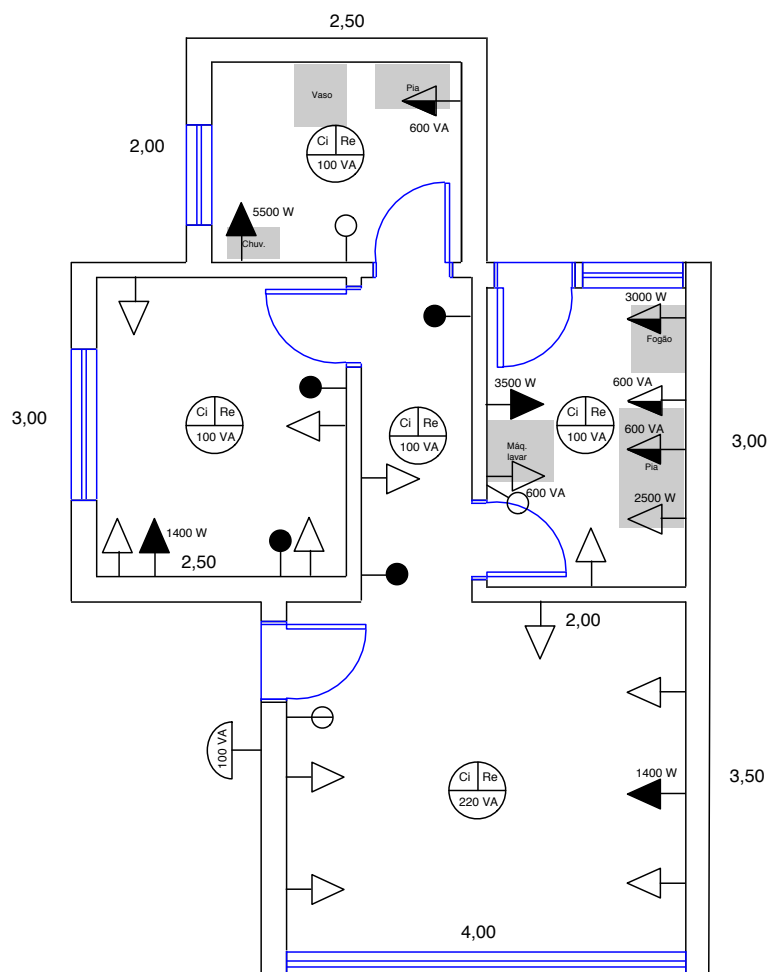 2,50
Vaso
Pia
600 VA
Ci Re
100 VA
2,00
5500 W
Chuv.
3000 W
Fogão
3500 W
600 VA
Ci Re
100 VA
Ci Re
100 VA
Ci Re
100 VA
600 VA
Pia
Máq.
lavar
600 VA
2500 W
3,00
3,00
1400 W
2,50
2,00
100 VA
Ci Re
220 VA
1400 W
3,50
4,00